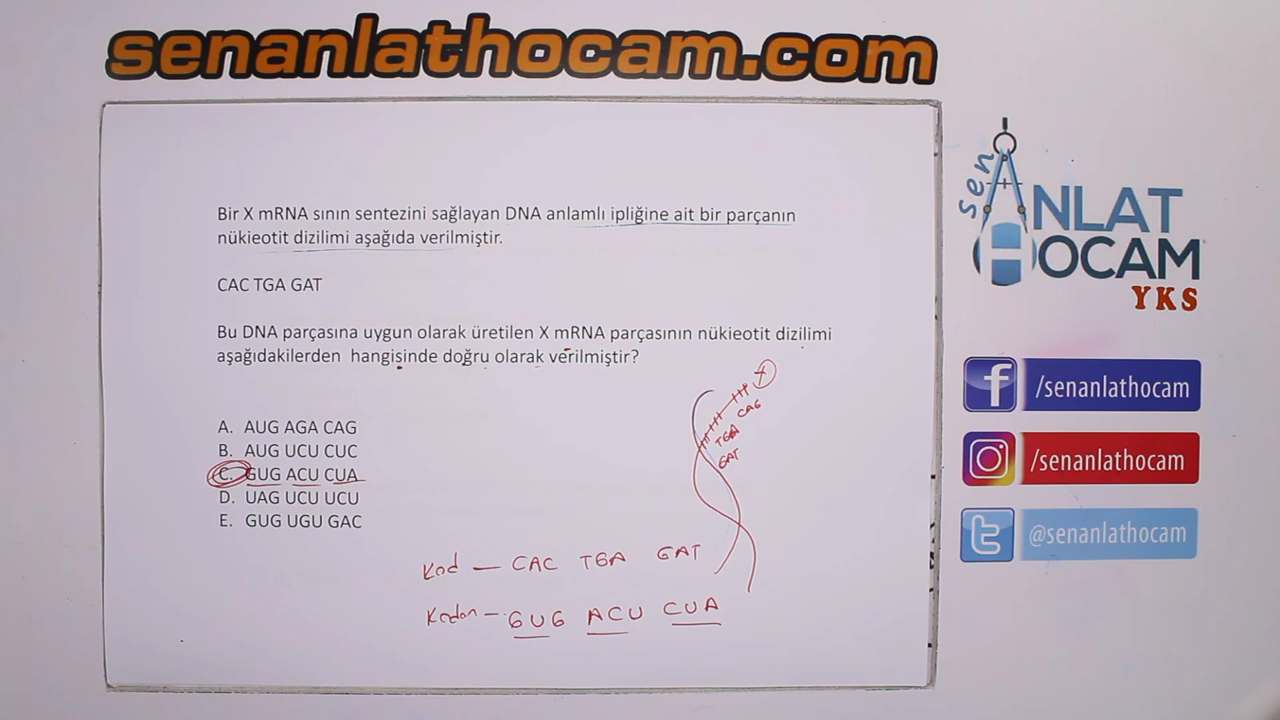 senanlathocam.com
Bir X mRNA sının sentezini sağlayan DNA anlamlı ipliğine ait bir parçanın
nükieotit dizilimi aşağıda verilmiştir.
CAC TGA GAT
Bu DNA parçasına uygun olarak üretilen X mRNA parçasının nükieotit dizilimi
aşağıdakilerden hangisinde doğru olarak verilmiştir?
A. AUG AGA CAG
B. AUG UCU CUC
C. GUG ACU CUA
D. UAG UCU UCU
E. GUG UGU GAC
CAG
TGA
GAT
Kod — CAC TGA GAT
Kodon — GUG ACU CUA
sen
ANLAT
HOCAM
YKS
f /senanlathocam
/senanlathocam
t @senanlathocam